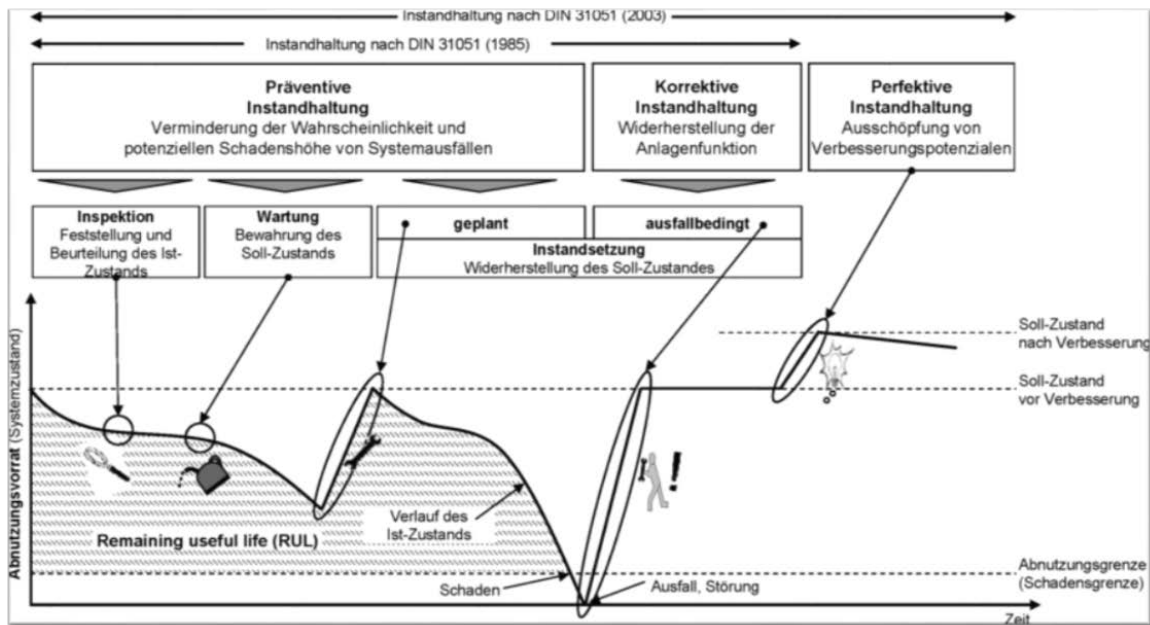 Instandhaltung nach DIN 31051 (2003)
Instandhaltung nach DIN 31051 (1985)
Präventive
Instandhaltung
Verminderung der Wahrscheinlichkeit und
potenziellen Schadenshöhe von Systemausfällen
Korrektive
Instandhaltung
Widerherstellung der
Anlagenfunktion
Perfektive
Instandhaltung
Ausschöpfung von
Verbesserungspotenzialen
Inspektion
Feststellung und
Beurteilung des Ist-
Zustands
Wartung
Bewahrung des
Soll-Zustands
geplant
ausfallbedingt
Instandsetzung
Widerherstellung des Soll-Zustandes
Abnutzungsvorrat (Systemzustand)
Soll-Zustand
nach Verbesserung
Soll-Zustand
vor Verbesserung
Verlauf des
Ist-Zustands
Remaining useful life (RUL)
Schaden
Ausfall, Störung
Abnutzungsgrenze
(Schadensgrenze)
Zeit